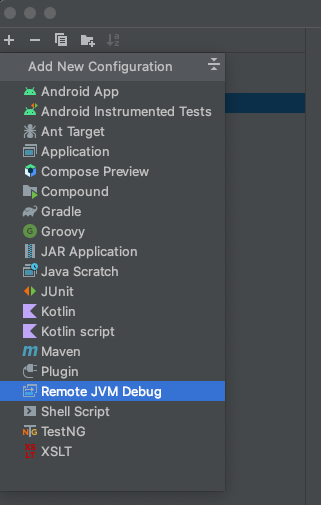 Add New Configuration
Android App
Android Instrumented Tests
Ant Target
Application
Compose Preview
Compound
Gradle
Groovy
JAR Application
Java Scratch
JUnit
Kotlin
Kotlin script
Maven
Plugin
Remote JVM Debug
Shell Script
TestNG
XSLT